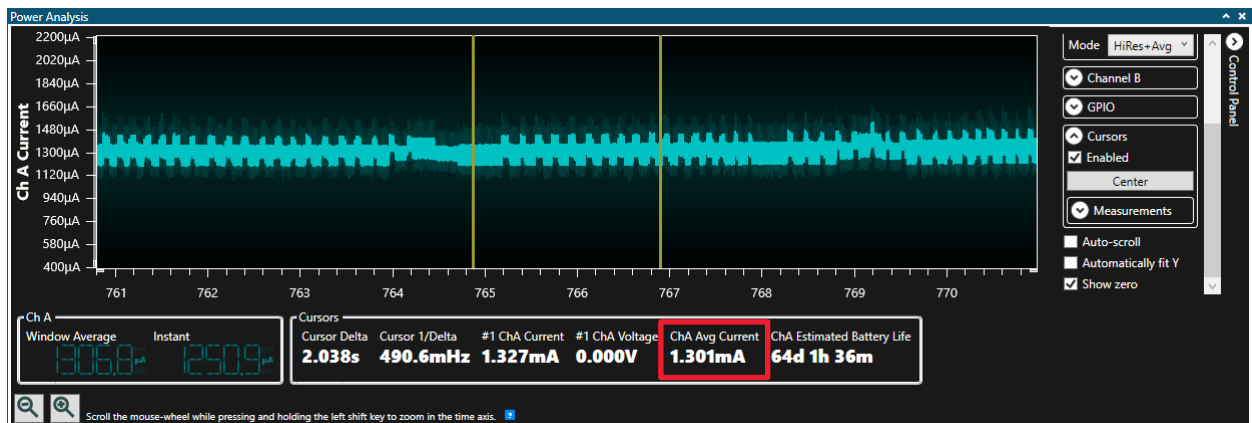 Power Analysis
2200µA
2020µA
1840µA
1660µA
1480µA
1300µA
1120µA
940µA
760µA
580µA
400µA
Ch A Current
761 762 763 764 765 766 767 768 769 770
Mode HiRes+Avg
Channel B
GPIO
Cursors
Enabled
Center
Measurements
Auto-scroll
Automatically fit Y
Show zero
Control Panel
Ch A
Window Average Instant
1306.8µA 1250.9µA
Cursors
Cursor Delta Cursor 1/Delta #1 ChA Current #1 ChA Voltage ChA Avg Current ChA Estimated Battery Life
2.038s 490.6mHz 1.327mA 0.000V 1.301mA 64d 1h 36m
Scroll the mouse-wheel while pressing and holding the left shift key to zoom in the time axis. ?